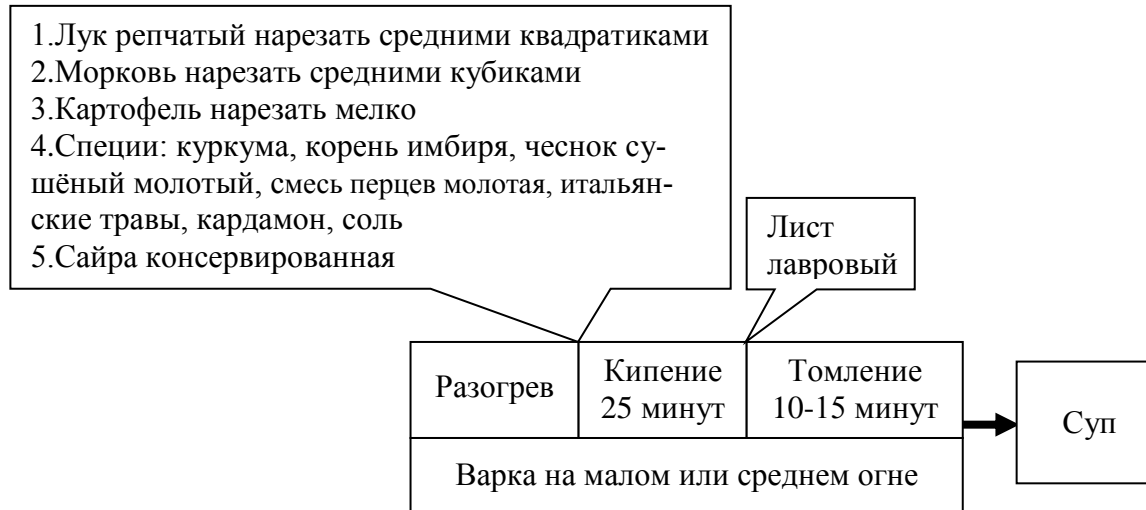 1.Лук репчатый нарезать средними квадратиками
2.Морковь нарезать средними кубиками
3.Картофель нарезать мелко
4.Специи: куркума, корень имбиря, чеснок су-
шёный молотый, смесь перцев молотая, итальян-
ские травы, кардамон, соль
5.Сайра консервированная
Лист
лавровый
Разогрев
Кипение
25 минут
Томление
10-15 минут
Суп
Варка на малом или среднем огне